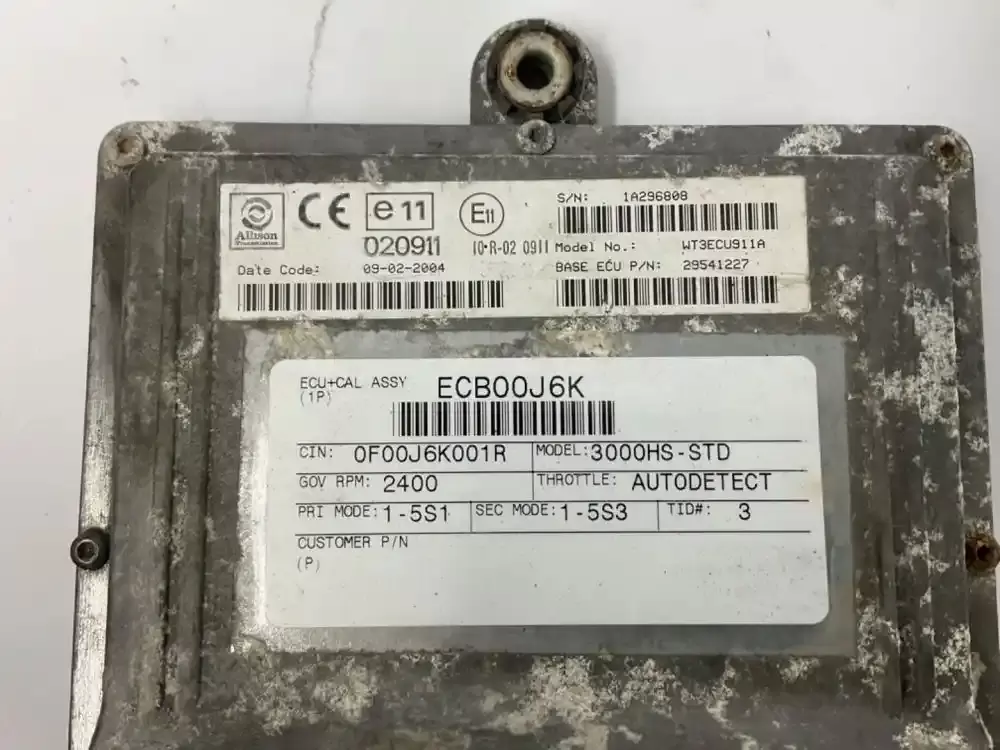 Allison
Transmission
CE
e11
E11
020911
10·R-02 0911
Date Code: 09-02-2004
S/N: 1A296808
Model No.: WT3ECU911A
BASE ECU P/N: 29541227
ECU+CAL ASSY ECB00J6K
(1P)
CIN: 0F00J6K001R MODEL: 3000HS-STD
GOV RPM: 2400 THROTTLE: AUTODETECT
PRI MODE: 1-5S1 SEC MODE: 1-5S3 TID#: 3
CUSTOMER P/N
(P)